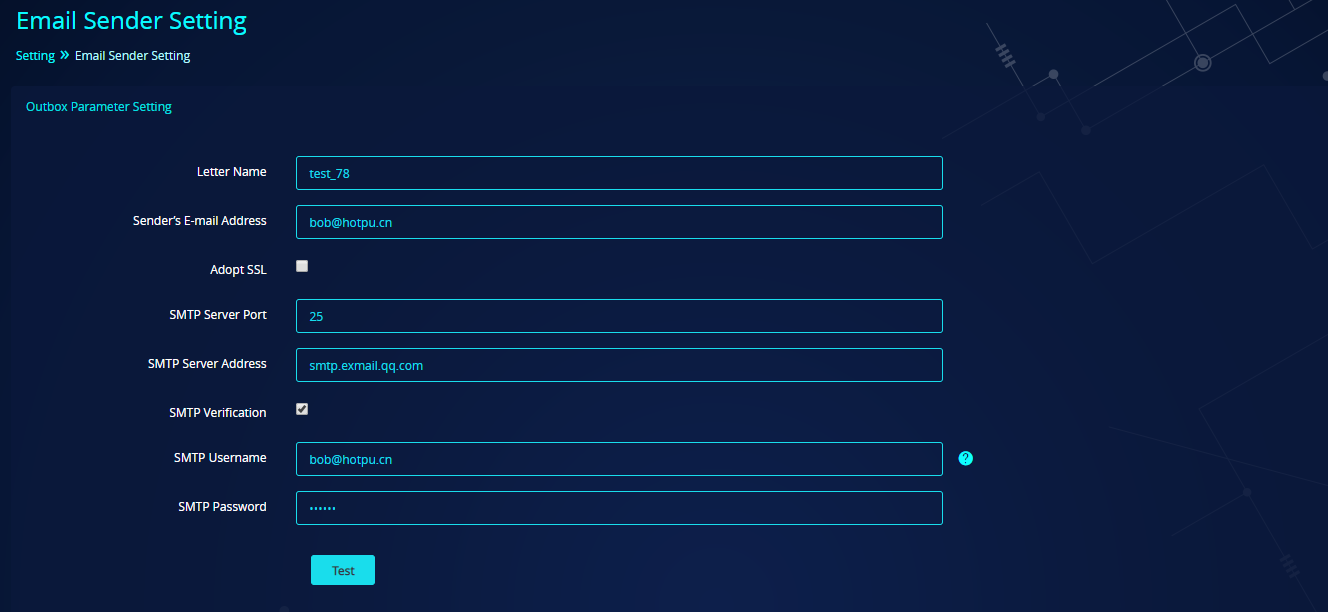 Email Sender Setting
Setting » Email Sender Setting
Outbox Parameter Setting
Letter Name test_78
Sender's E-mail Address bob@hotpu.cn
Adopt SSL
SMTP Server Port 25
SMTP Server Address smtp.exmail.qq.com
SMTP Verification
SMTP Username bob@hotpu.cn ?
SMTP Password ••••••
Test